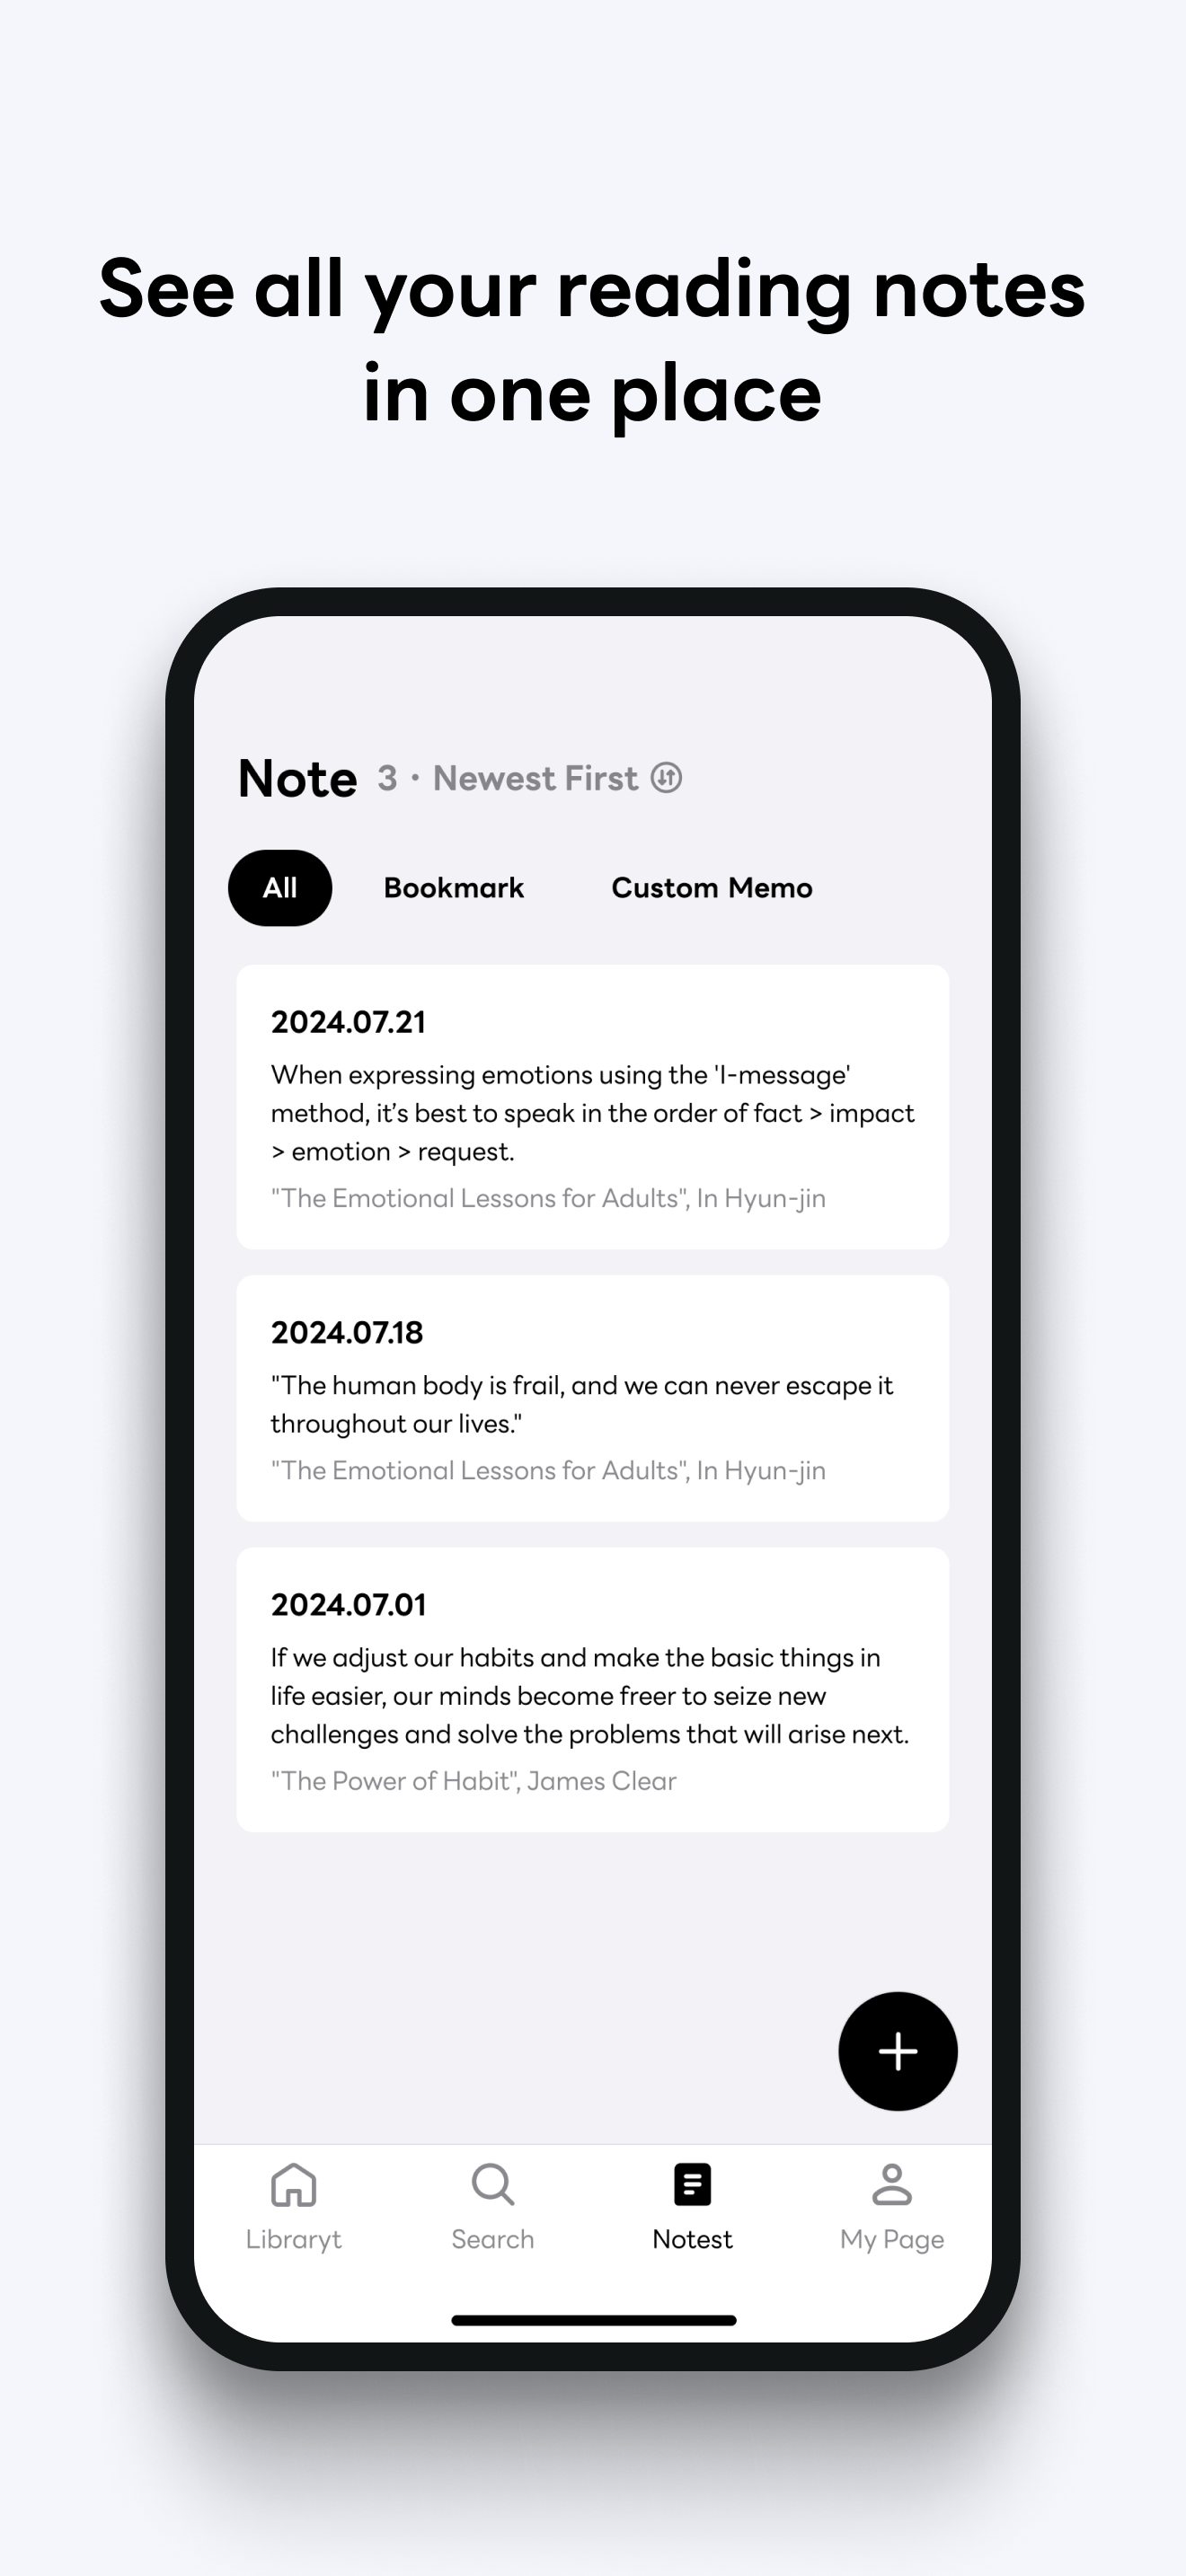 See all your reading notes
in one place
Note 3 · Newest First
All Bookmark Custom Memo
2024.07.21
When expressing emotions using the 'I-message'
method, it’s best to speak in the order of fact > impact
> emotion > request.
"The Emotional Lessons for Adults", In Hyun-jin
2024.07.18
"The human body is frail, and we can never escape it
throughout our lives."
"The Emotional Lessons for Adults", In Hyun-jin
2024.07.01
If we adjust our habits and make the basic things in
life easier, our minds become freer to seize new
challenges and solve the problems that will arise next.
"The Power of Habit", James Clear
Libraryt Search Notest My Page